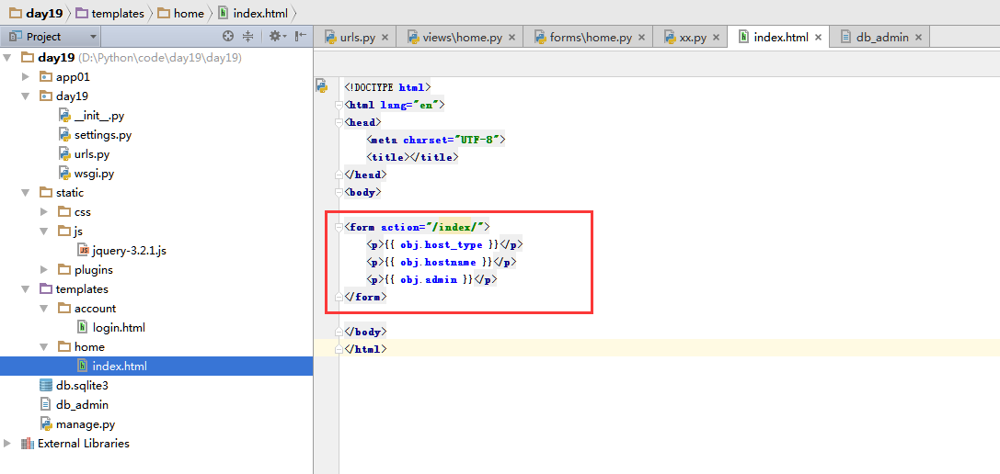 day19 templates home index.html
Project
urls.py views\home.py forms\home.py xx.py index.html db_admin
day19 (D:\Python\code\day19\day19)
app01
day19
__init__.py
settings.py
urls.py
wsgi.py
static
css
js
jquery-3.2.1.js
plugins
templates
account
login.html
home
index.html
db.sqlite3
db_admin
manage.py
External Libraries
<!DOCTYPE html>
<html lang="en">
<head>
<meta charset="UTF-8">
<title></title>
</head>
<body>
<form action="/index/">
<p>{{ obj.host_type }}</p>
<p>{{ obj.hostname }}</p>
<p>{{ obj.admin }}</p>
</form>
</body>
</html>